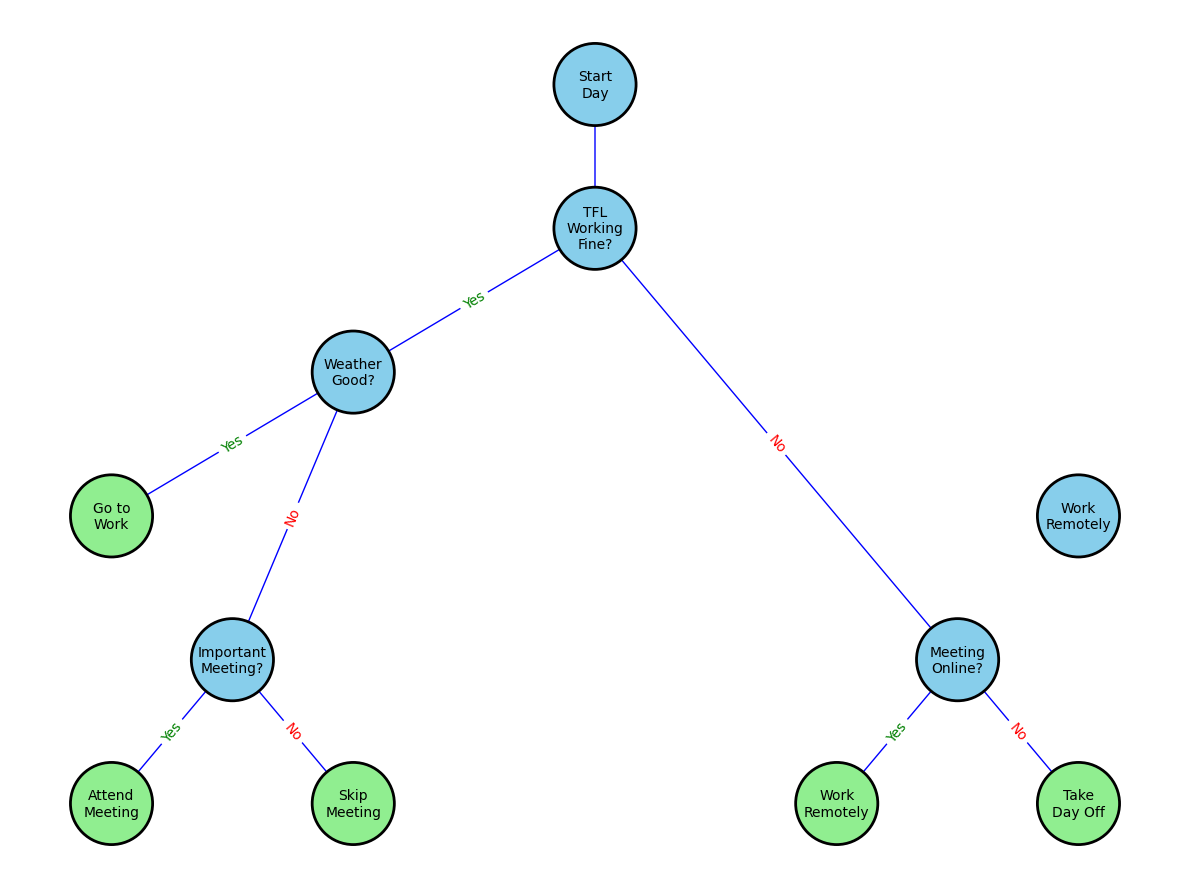 Start
Day
TFL
Working
Fine?
Yes
Weather
Good?
Yes
No
Go to
Work
No
Work
Remotely
Important
Meeting?
Meeting
Online?
Yes
No
Yes
No
Attend
Meeting
Skip
Meeting
Work
Remotely
Take
Day Off